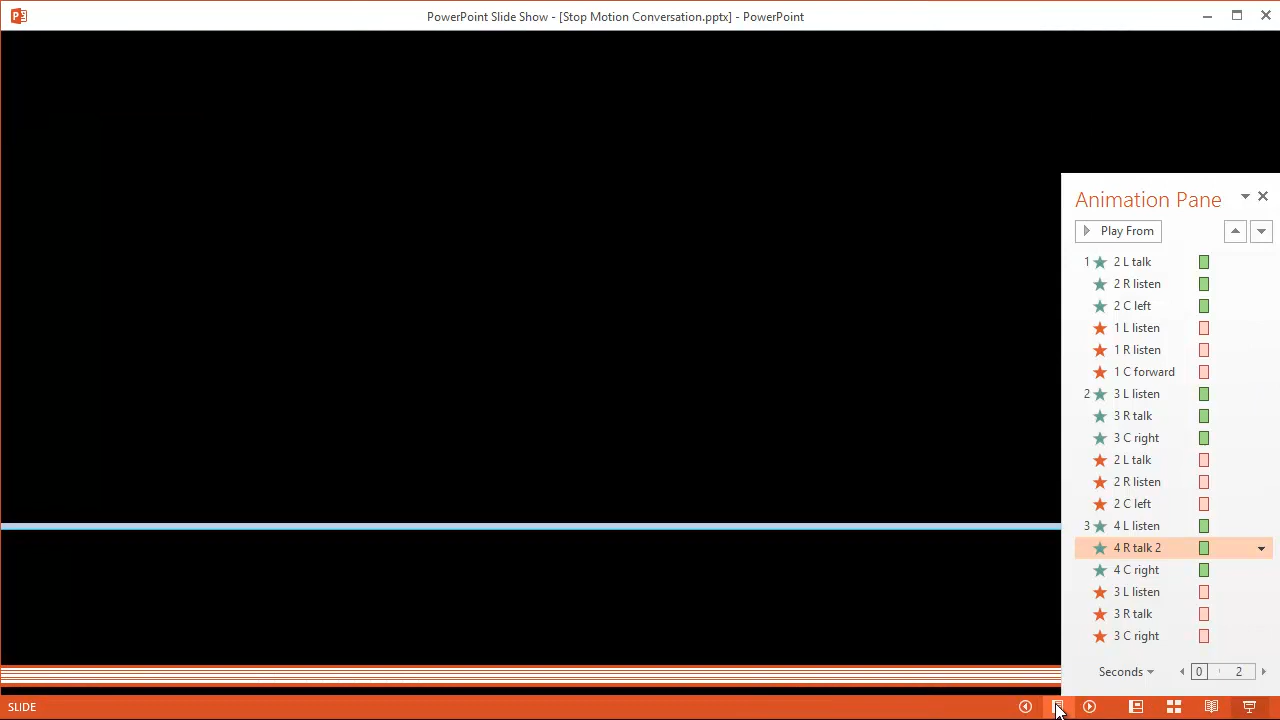 PowerPoint Slide Show - [Stop Motion Conversation.pptx] - PowerPoint
Animation Pane
Play From
1 2 L talk
2 R listen
2 C left
1 L listen
1 R listen
1 C forward
2 3 L listen
3 R talk
3 C right
2 L talk
2 R listen
2 C left
3 4 L listen
4 R talk 2
4 C right
3 L listen
3 R talk
3 C right
Seconds 0 2
SLIDE